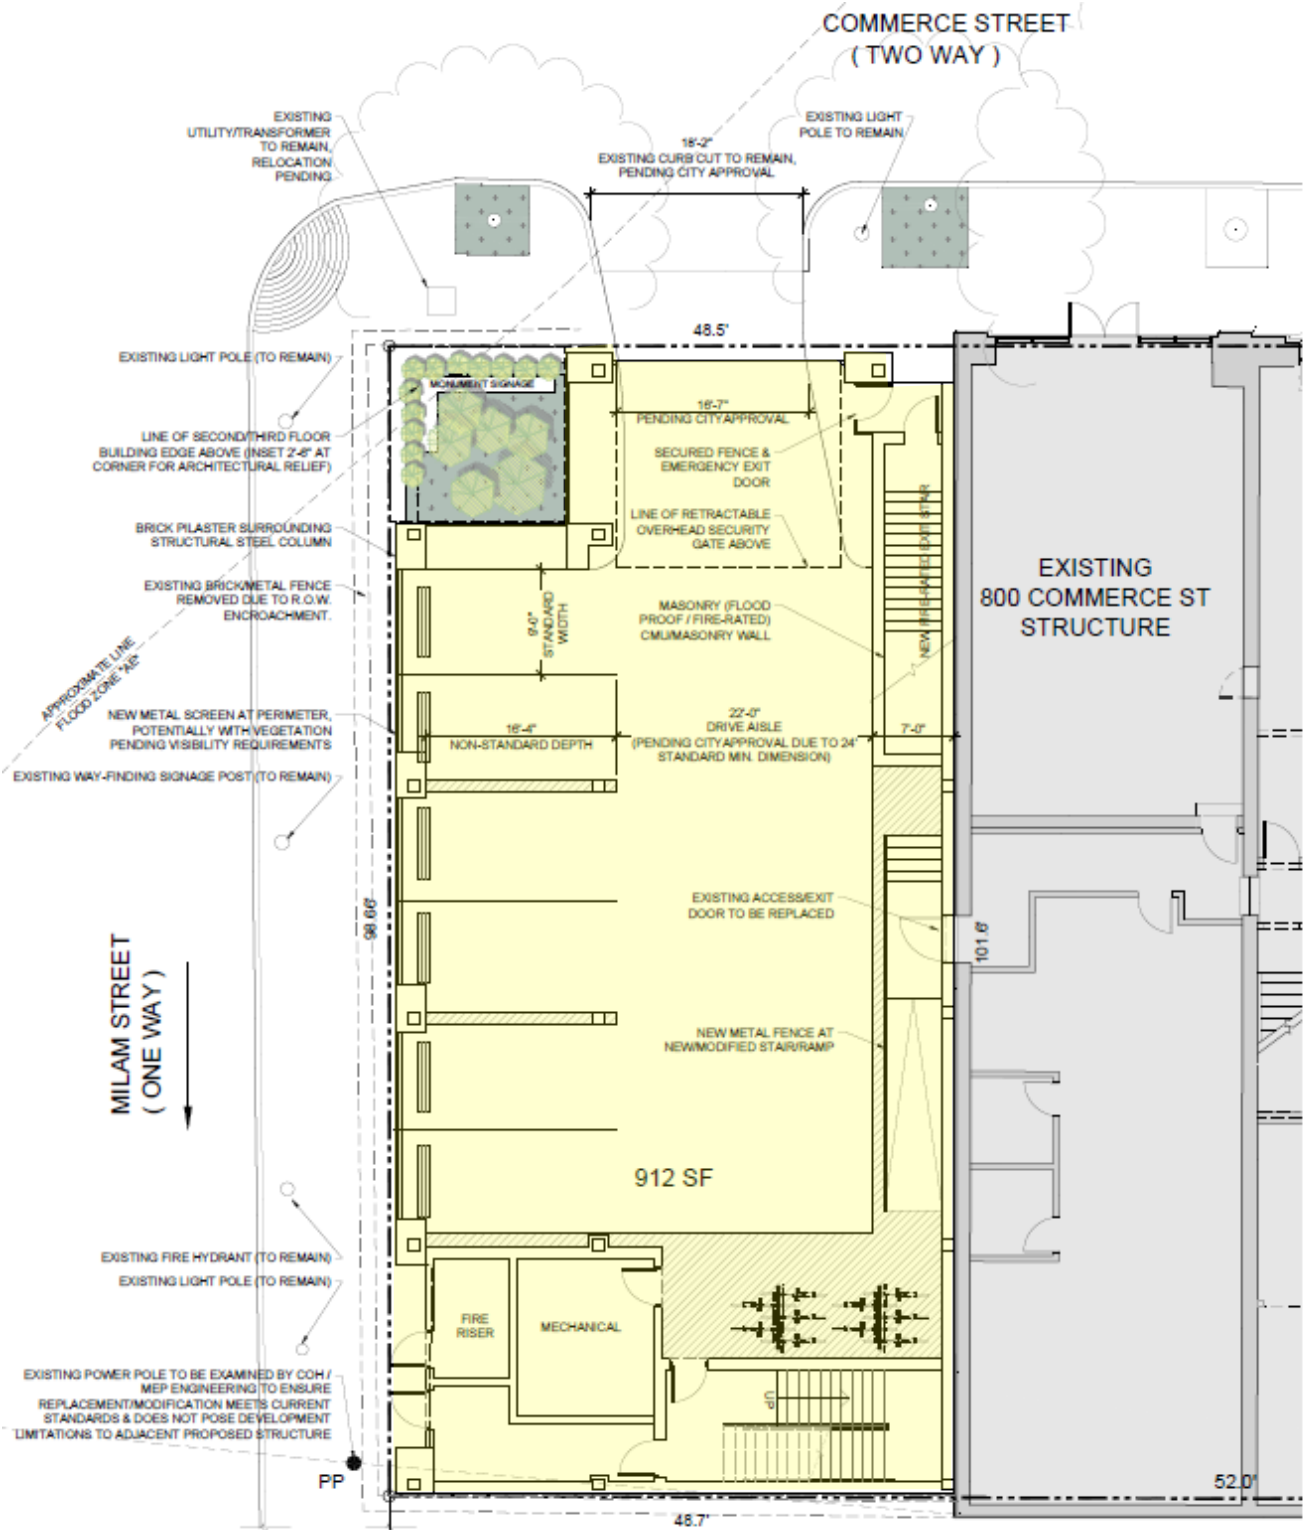 COMMERCE STREET
( TWO WAY )
EXISTING
UTILITY/TRANSFORMER
TO REMAIN,
RELOCATION
PENDING
18'-2"
EXISTING CURB CUT TO REMAIN,
PENDING CITY APPROVAL
EXISTING LIGHT
POLE TO REMAIN
48.5'
EXISTING LIGHT POLE (TO REMAIN)
MONUMENT SIGNAGE
16'-7"
PENDING CITY APPROVAL
LINE OF SECOND/THIRD FLOOR
BUILDING EDGE ABOVE (INSET 2'-6" AT
CORNER FOR ARCHITECTURAL RELIEF)
SECURED FENCE &
EMERGENCY EXIT
DOOR
BRICK PILASTER SURROUNDING
STRUCTURAL STEEL COLUMN
LINE OF RETRACTABLE
OVERHEAD SECURITY
GATE ABOVE
NEW FIRE-RATED EXIT STAIR
EXISTING
800 COMMERCE ST
STRUCTURE
EXISTING BRICK/METAL FENCE
REMOVED DUE TO R.O.W.
ENCROACHMENT.
9'-0"
STANDARD
WIDTH
MASONRY (FLOOD
PROOF / FIRE-RATED)
CMU/MASONRY WALL
APPROXIMATE LINE
FLOOD ZONE "AE"
NEW METAL SCREEN AT PERIMETER,
POTENTIALLY WITH VEGETATION
PENDING VISIBILITY REQUIREMENTS
16'-4"
NON-STANDARD DEPTH
22'-0"
DRIVE AISLE
(PENDING CITY APPROVAL DUE TO 24'
STANDARD MIN. DIMENSION)
7'-0"
EXISTING WAY-FINDING SIGNAGE POST (TO REMAIN)
98.66'
EXISTING ACCESS/EXIT
DOOR TO BE REPLACED
101.6'
MILAM STREET
( ONE WAY )
NEW METAL FENCE AT
NEW/MODIFIED STAIR/RAMP
912 SF
EXISTING FIRE HYDRANT (TO REMAIN)
EXISTING LIGHT POLE (TO REMAIN)
FIRE
RISER
MECHANICAL
EXISTING POWER POLE TO BE EXAMINED BY COH /
MEP ENGINEERING TO ENSURE
REPLACEMENT/MODIFICATION MEETS CURRENT
STANDARDS & DOES NOT POSE DEVELOPMENT
LIMITATIONS TO ADJACENT PROPOSED STRUCTURE
UP
PP
52.0'
48.7'